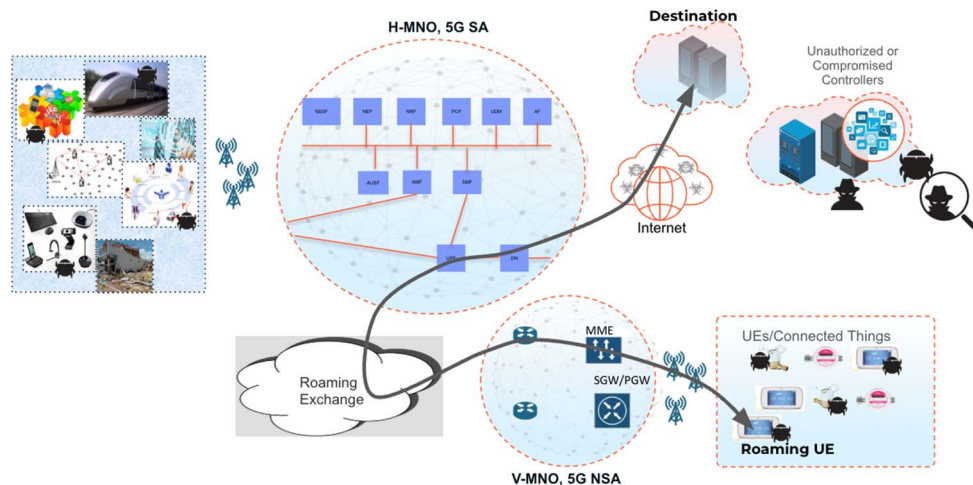 H-MNO, 5G SA
Destination
Unauthorized or
Compromised
Controllers
NSSF
NEF
NRF
PCF
UDM
AF
AUSF
AMF
SMF
UPF
DN
Internet
Roaming
Exchange
MME
SGW/PGW
UEs/Connected Things
Roaming UE
V-MNO, 5G NSA